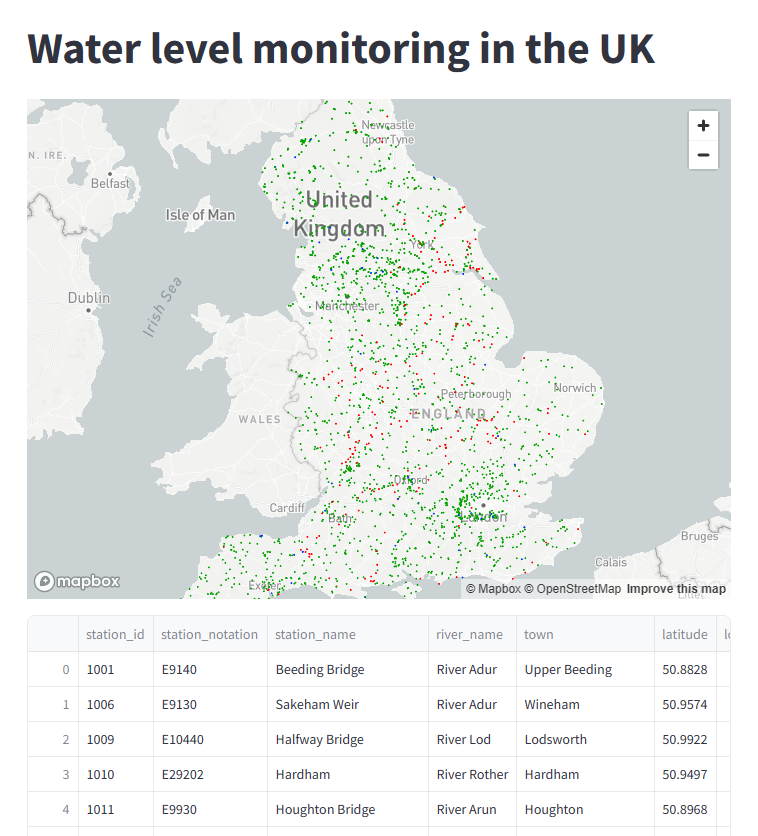 Water level monitoring in the UK
+
−
Newcastle
upon Tyne
N. IRE.
Belfast
United
Kingdom
Isle of Man
York
Dublin
Irish Sea
Manchester
Peterborough
Norwich
ENGLAND
WALES
Oxford
Cardiff
Bath
London
Bruges
Calais
Exeter
mapbox
© Mapbox © OpenStreetMap Improve this map
station_id station_notation station_name river_name town latitude
0 1001 E9140 Beeding Bridge River Adur Upper Beeding 50.8828
1 1006 E9130 Sakeham Weir River Adur Wineham 50.9574
2 1009 E10440 Halfway Bridge River Lod Lodsworth 50.9922
3 1010 E29202 Hardham River Rother Hardham 50.9497
4 1011 E9930 Houghton Bridge River Arun Houghton 50.8968